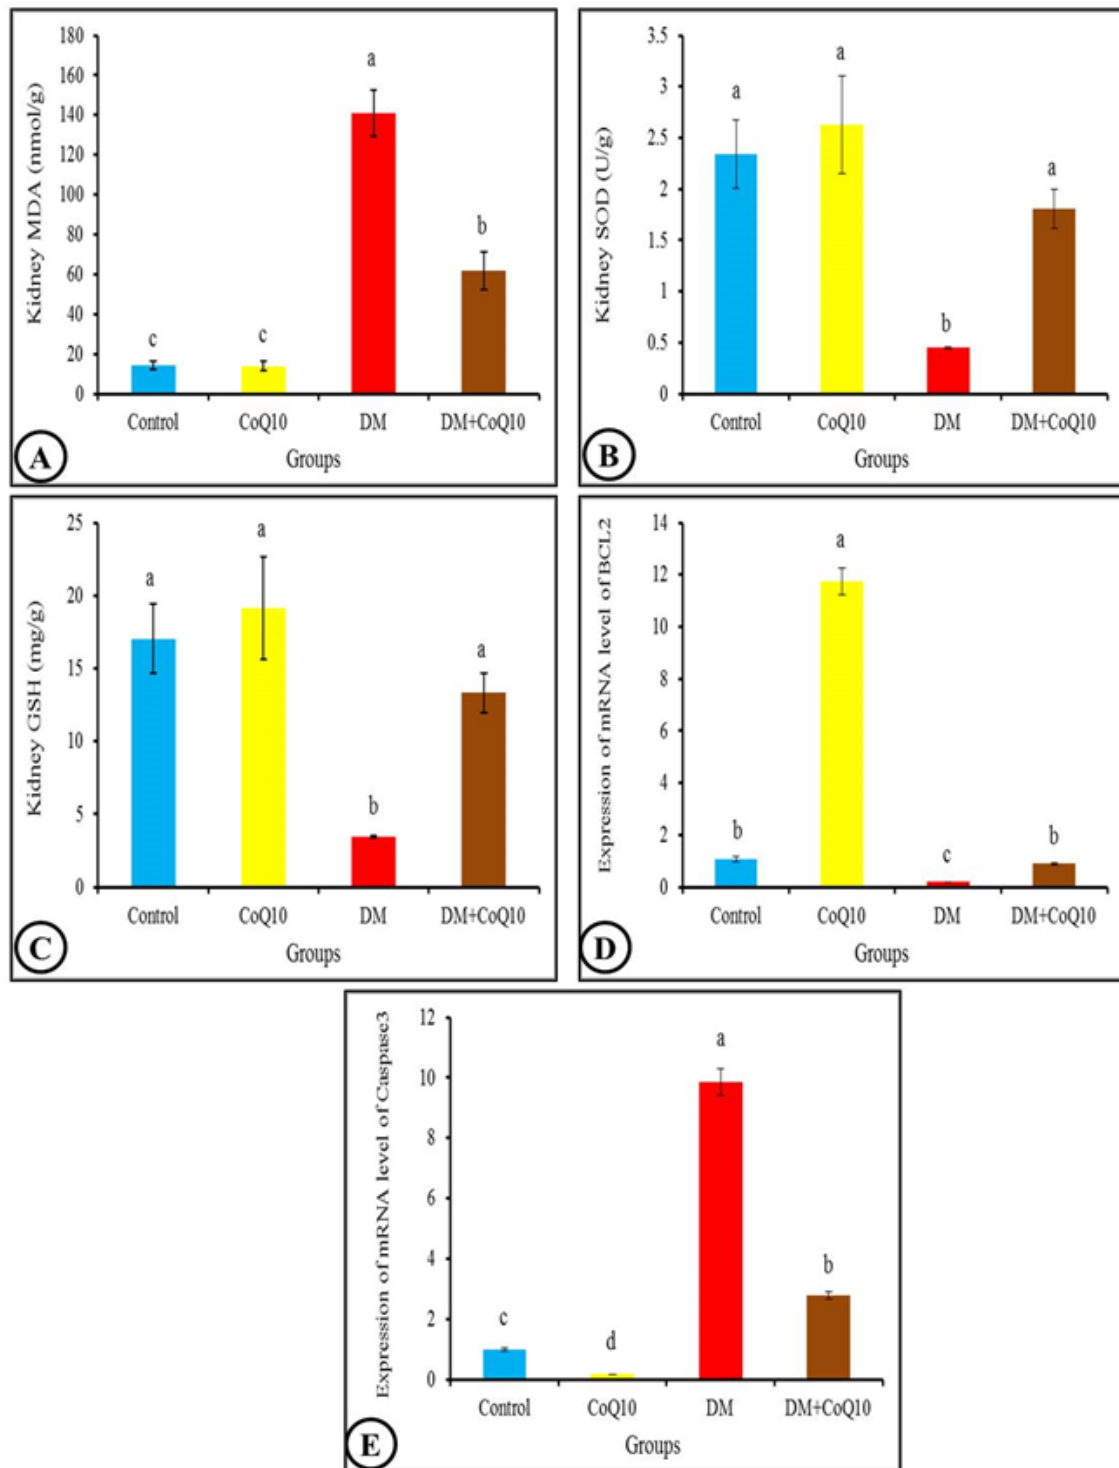 Kidney MDA (nmol/g)
180
160
140
120
100
80
60
40
20
0
c
c
a
b
Control CoQ10 DM DM+CoQ10
Groups
A
Kidney SOD (U/g)
3.5
3
2.5
2
1.5
1
0.5
0
a
a
b
a
Control CoQ10 DM DM+CoQ10
Groups
B
Kidney GSH (mg/g)
25
20
15
10
5
0
a
a
b
a
Control CoQ10 DM DM+CoQ10
Groups
C
Expression of mRNA level of BCL2
14
12
10
8
6
4
2
0
b
a
c
b
Control CoQ10 DM DM+CoQ10
Groups
D
Expression of mRNA level of Caspase3
12
10
8
6
4
2
0
c
d
a
b
Control CoQ10 DM DM+CoQ10
Groups
E